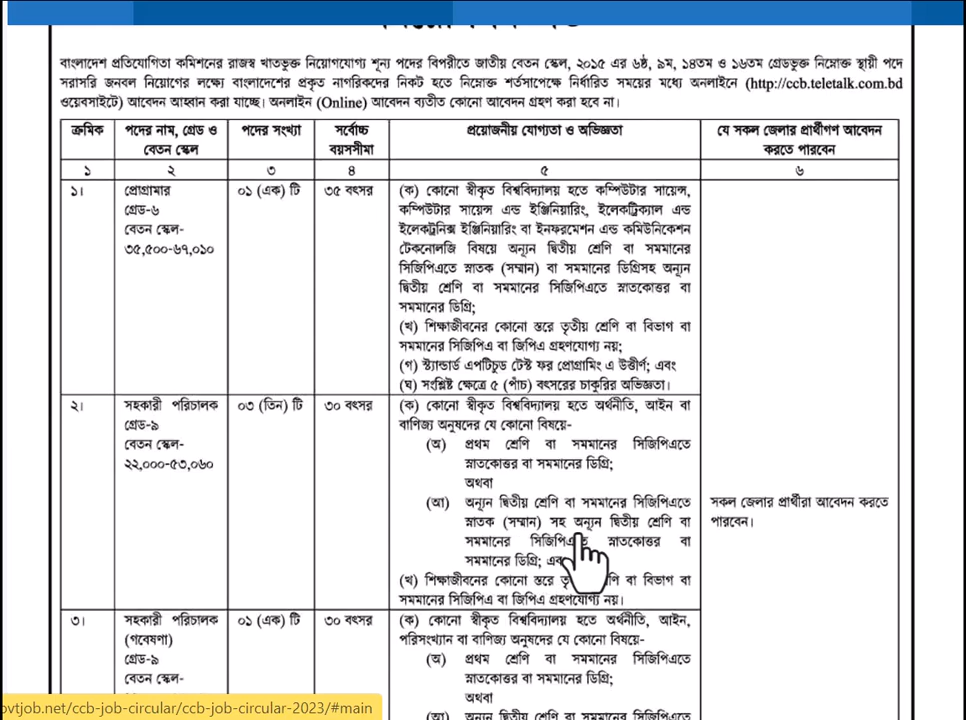 বাংলাদেশ প্রতিযোগিতা কমিশনের রাজস্ব খাতভুক্ত নিয়োগযোগ্য শূন্য পদের বিপরীতে জাতীয় বেতন স্কেল, ২০১৫ এর ৬ষ্ঠ, ৯ম, ১৪তম ও ১৬তম গ্রেডভুক্ত নিম্নোক্ত স্থায়ী পদে
সরাসরি জনবল নিয়োগের লক্ষ্যে বাংলাদেশের প্রকৃত নাগরিকদের নিকট হতে নিম্নোক্ত শর্তসাপেক্ষে নির্ধারিত সময়ের মধ্যে অনলাইনে (http://ccb.teletalk.com.bd
ওয়েবসাইটে) আবেদন আহ্বান করা যাচ্ছে। অনলাইন (Online) আবেদন ব্যতীত কোনো আবেদন গ্রহণ করা হবে না।
ক্রমিক
পদের নাম, গ্রেড ও
বেতন স্কেল
পদের সংখ্যা
সর্বোচ্চ
বয়সসীমা
প্রয়োজনীয় যোগ্যতা ও অভিজ্ঞতা
যে সকল জেলার প্রার্থীগণ আবেদন
করতে পারবেন
১
২
৩
৪
৫
৬
১।
প্রোগ্রামার
গ্রেড-৬
বেতন স্কেল-
৩৫,৫০০-৬৭,০১০
০১ (এক) টি
৩৫ বৎসর
(ক) কোনো স্বীকৃত বিশ্ববিদ্যালয় হতে কম্পিউটার সায়েন্স,
কম্পিউটার সায়েন্স এন্ড ইঞ্জিনিয়ারিং, ইলেকট্রিক্যাল এন্ড
ইলেকট্রনিক্স ইঞ্জিনিয়ারিং বা ইনফরমেশন এন্ড কমিউনিকেশন
টেকনোলজি বিষয়ে অন্যূন দ্বিতীয় শ্রেণি বা সমমানের
সিজিপিএতে স্নাতক (সম্মান) বা সমমানের ডিগ্রিসহ অন্যূন
দ্বিতীয় শ্রেণি বা সমমানের সিজিপিএতে স্নাতকোত্তর বা
সমমানের ডিগ্রি;
(খ) শিক্ষাজীবনের কোনো স্তরে তৃতীয় শ্রেণি বা বিভাগ বা
সমমানের সিজিপিএ বা জিপিএ গ্রহণযোগ্য নয়;
(গ) স্ট্যান্ডার্ড এপটিচুড টেস্ট ফর প্রোগ্রামিং এ উত্তীর্ণ; এবং
(ঘ) সংশ্লিষ্ট ক্ষেত্রে ৫ (পাঁচ) বৎসরের চাকুরির অভিজ্ঞতা।
২।
সহকারী পরিচালক
গ্রেড-৯
বেতন স্কেল-
২২,০০০-৫৩,০৬০
০৩ (তিন) টি
৩০ বৎসর
(ক) কোনো স্বীকৃত বিশ্ববিদ্যালয় হতে অর্থনীতি, আইন বা
বাণিজ্য অনুষদের যে কোনো বিষয়ে-
(অ) প্রথম শ্রেণি বা সমমানের সিজিপিএতে
স্নাতকোত্তর বা সমমানের ডিগ্রি;
অথবা
(আ) অন্যূন দ্বিতীয় শ্রেণি বা সমমানের সিজিপিএতে
স্নাতক (সম্মান) সহ অন্যূন দ্বিতীয় শ্রেণি বা
সমমানের সিজিপিএতে স্নাতকোত্তর বা
সমমানের ডিগ্রি; এবং
(খ) শিক্ষাজীবনের কোনো স্তরে বা বিভাগ বা
সমমানের সিজিপিএ বা জিপিএ গ্রহণযোগ্য নয়।
সকল জেলার প্রার্থীরা আবেদন করতে
পারবেন।
৩।
সহকারী পরিচালক
(গবেষণা)
গ্রেড-৯
বেতন স্কেল-
০১ (এক) টি
৩০ বৎসর
(ক) কোনো স্বীকৃত বিশ্ববিদ্যালয় হতে অর্থনীতি, আইন,
পরিসংখ্যান বা বাণিজ্য অনুষদের যে কোনো বিষয়ে-
(অ) প্রথম শ্রেণি বা সমমানের সিজিপিএতে
স্নাতকোত্তর বা সমমানের ডিগ্রি;
অথবা
(আ) অন্যূন দ্বিতীয় শ্রেণি বা সমমানের সিজিপিএতে
ovtjob.net/ccb-job-circular/ccb-job-circular-2023/#main